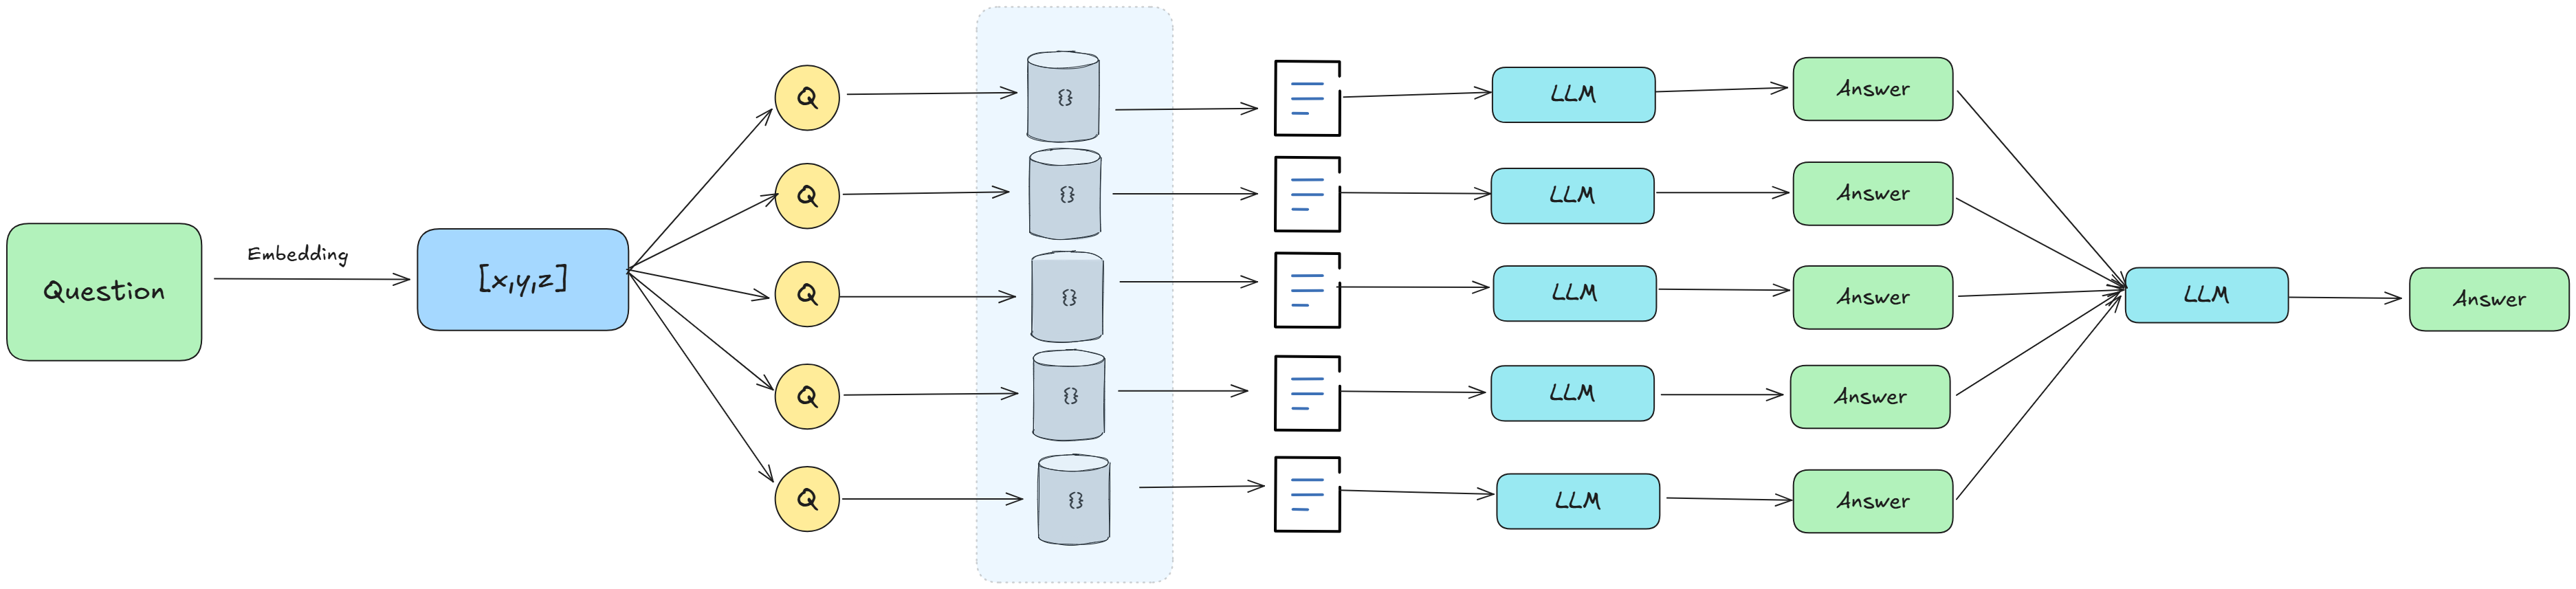 Question
Embedding
[x,y,z]
Q
Q
Q
Q
Q
{}
{}
{}
{}
{}
LLM
LLM
LLM
LLM
LLM
Answer
Answer
Answer
Answer
Answer
LLM
Answer